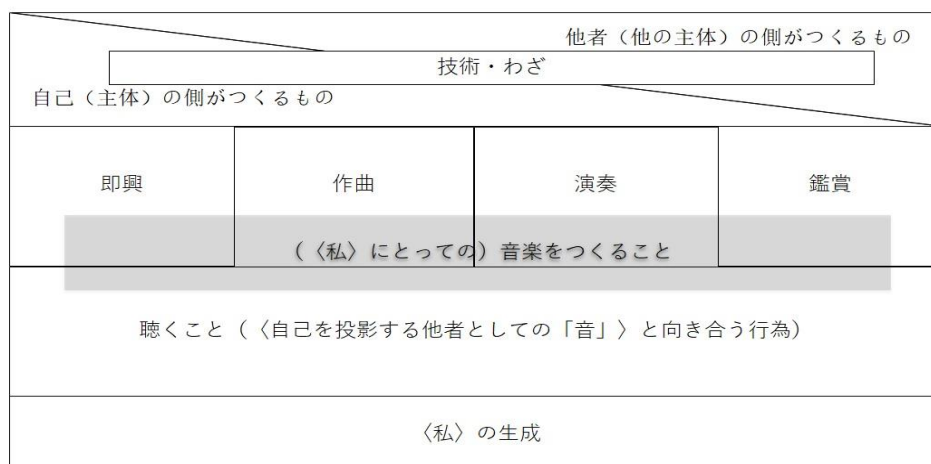 他者（他の主体）の側がつくるもの
技術・わざ
自己（主体）の側がつくるもの
即興
作曲
演奏
鑑賞
（〈私〉にとっての）音楽をつくること
聴くこと（〈自己を投影する他者としての「音」〉と向き合う行為）
〈私〉の生成